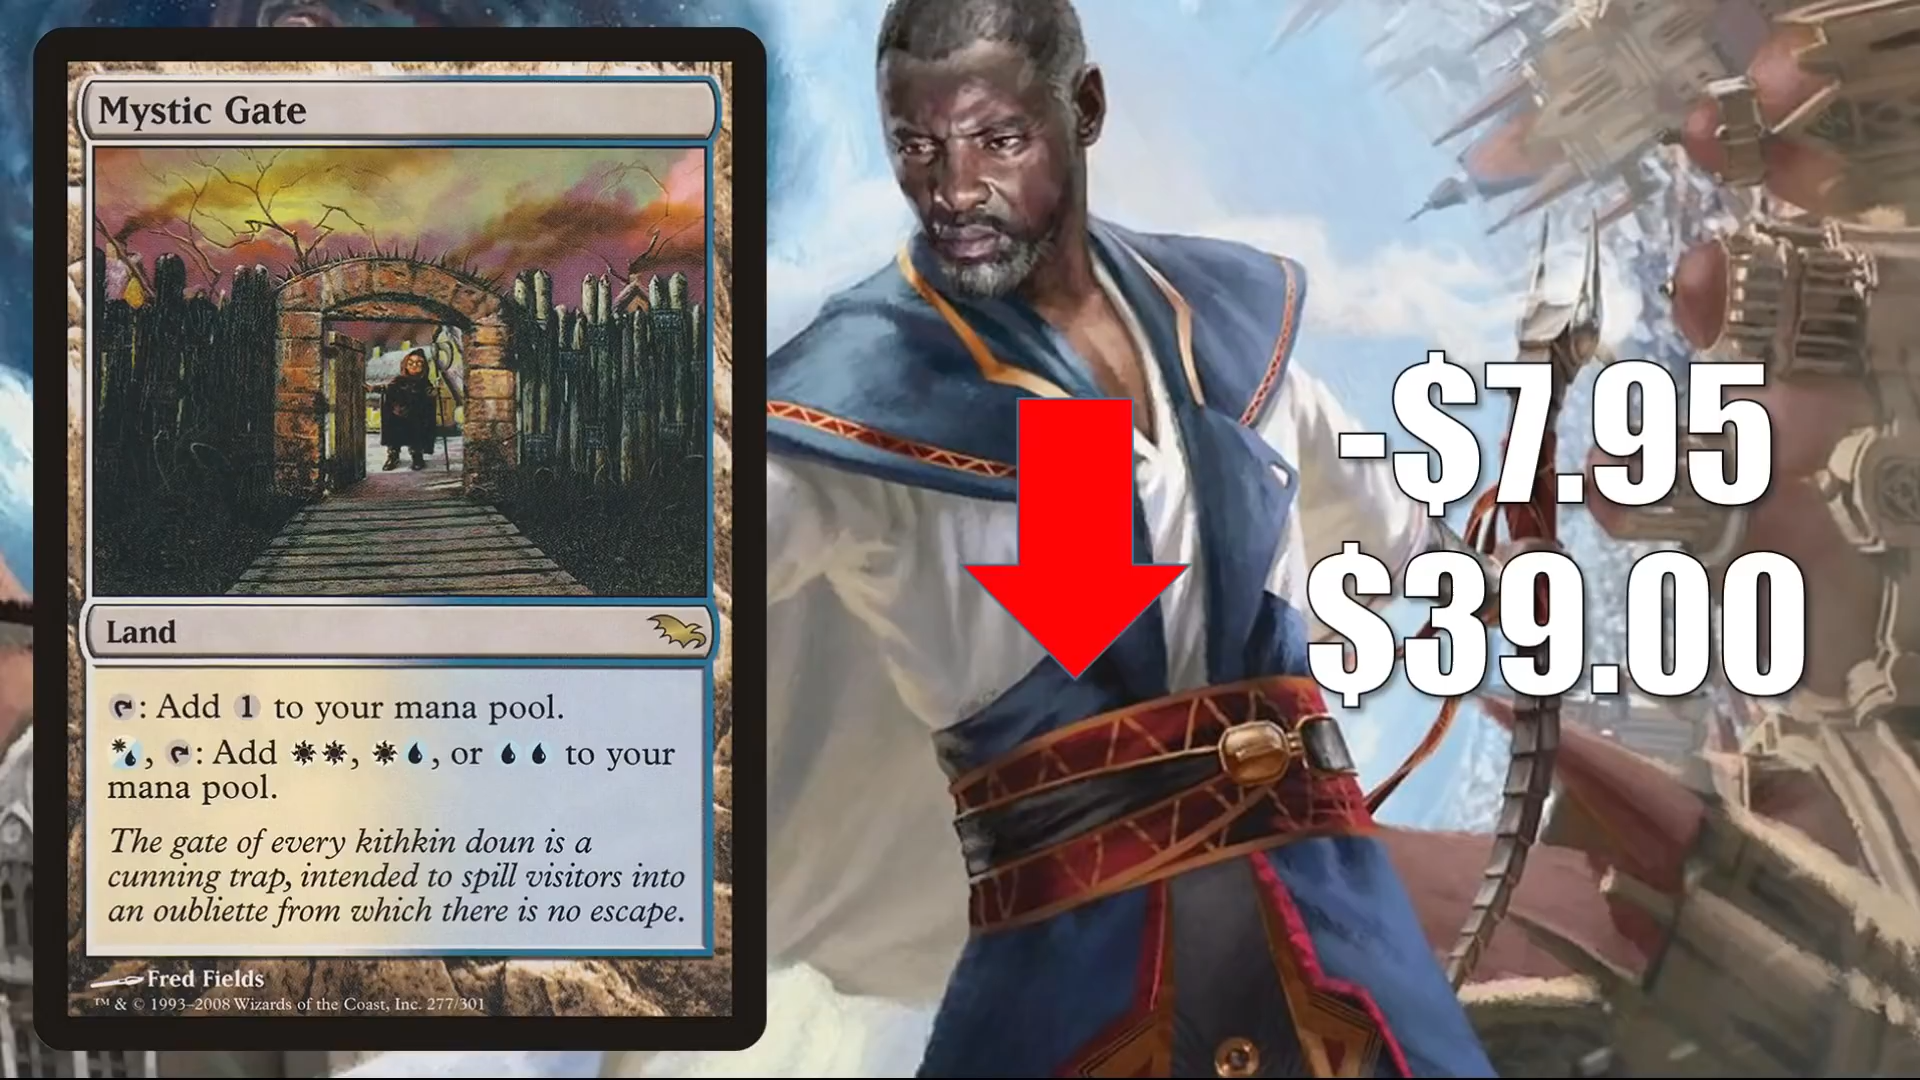 Mystic Gate
Land
: Add 1 to your mana pool.
, : Add , , or to your
mana pool.
The gate of every kithkin doun is a
cunning trap, intended to spill visitors into
an oubliette from which there is no escape.
Fred Fields
™ & © 1993–2008 Wizards of the Coast, Inc. 277/301
-$7.95
$39.00